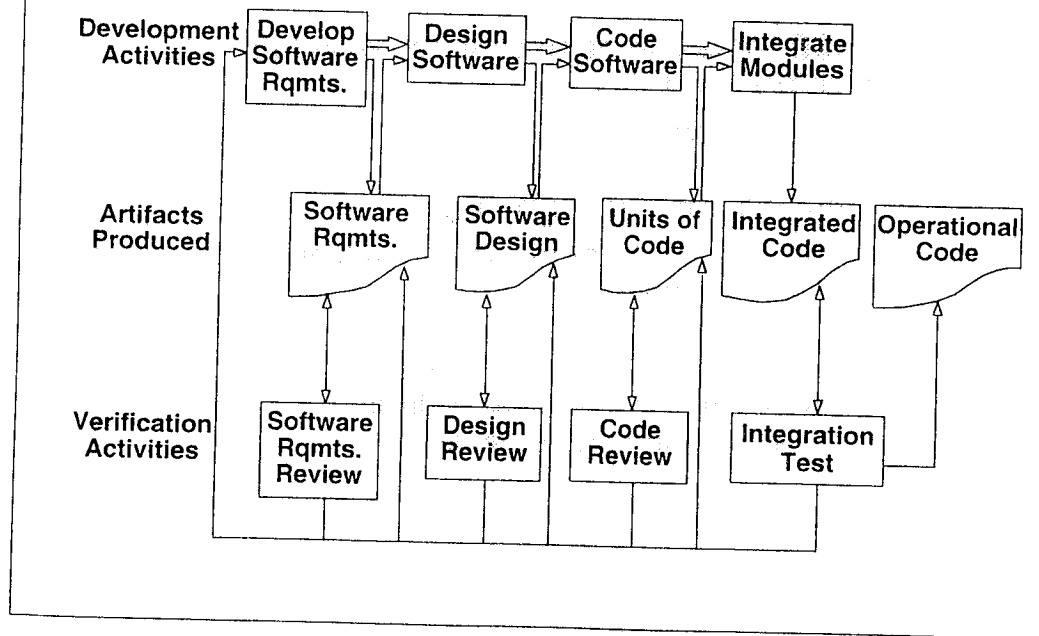 Development
Activities
Develop
Software
Rqmts.
Design
Software
Code
Software
Integrate
Modules
Artifacts
Produced
Software
Rqmts.
Software
Design
Units of
Code
Integrated
Code
Operational
Code
Verification
Activities
Software
Rqmts.
Review
Design
Review
Code
Review
Integration
Test